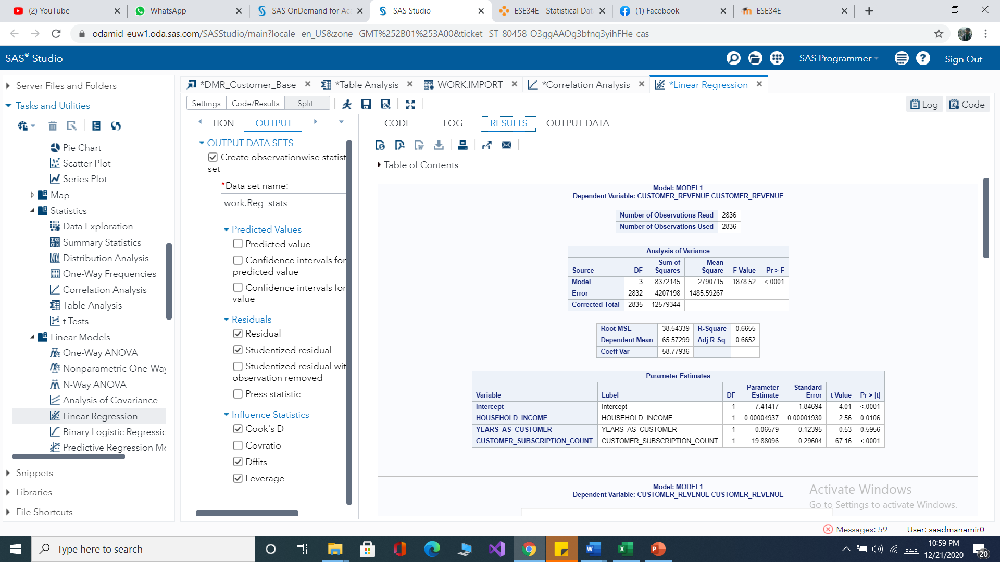 (2) YouTube
WhatsApp
SAS OnDemand for Aca
SAS Studio
ESE34E - Statistical Dat
(1) Facebook
ESE34E
odamid-euw1.oda.sas.com/SASStudio/main?locale=en_US&zone=GMT%252B01%253A00&ticket=ST-80458-O3ggAAOg3bfnq3yihFHe-cas
SAS® Studio
SAS Programmer
Sign Out
Server Files and Folders
Tasks and Utilities
Pie Chart
Scatter Plot
Series Plot
Map
Statistics
Data Exploration
Summary Statistics
Distribution Analysis
One-Way Frequencies
Correlation Analysis
Table Analysis
t Tests
Linear Models
One-Way ANOVA
Nonparametric One-Way
N-Way ANOVA
Analysis of Covariance
Linear Regression
Binary Logistic Regressic
Predictive Regression Mo
Snippets
Libraries
File Shortcuts
*DMR_Customer_Base
*Table Analysis
WORK.IMPORT
*Correlation Analysis
*Linear Regression
Settings Code/Results Split
Log Code
TION OUTPUT
OUTPUT DATA SETS
Create observationwise statist
set
*Data set name:
work.Reg_stats
Predicted Values
Predicted value
Confidence intervals for
predicted value
Confidence intervals for
value
Residuals
Residual
Studentized residual
Studentized residual wit
observation removed
Press statistic
Influence Statistics
Cook's D
Covratio
Dffits
Leverage
CODE LOG RESULTS OUTPUT DATA
Table of Contents
Model: MODEL1
Dependent Variable: CUSTOMER_REVENUE CUSTOMER_REVENUE
Number of Observations Read 2836
Number of Observations Used 2836
Analysis of Variance
Source DF Sum of Squares Mean Square F Value Pr > F
Model 3 8372145 2790715 1878.52 <.0001
Error 2832 4207198 1485.59267
Corrected Total 2835 12579344
Root MSE 38.54339 R-Square 0.6655
Dependent Mean 65.57299 Adj R-Sq 0.6652
Coeff Var 58.77936
Parameter Estimates
Variable Label DF Parameter Estimate Standard Error t Value Pr > |t|
Intercept Intercept 1 -7.41417 1.84694 -4.01 <.0001
HOUSEHOLD_INCOME HOUSEHOLD_INCOME 1 0.00004937 0.00001930 2.56 0.0106
YEARS_AS_CUSTOMER YEARS_AS_CUSTOMER 1 0.06579 0.12395 0.53 0.5956
CUSTOMER_SUBSCRIPTION_COUNT CUSTOMER_SUBSCRIPTION_COUNT 1 19.88096 0.29604 67.16 <.0001
Model: MODEL1
Dependent Variable: CUSTOMER_REVENUE CUSTOMER_REVENUE
Activate Windows
Go to Settings to activate Windows.
Messages: 59
User: saadmanamir0
Type here to search
10:59 PM
12/21/2020
20